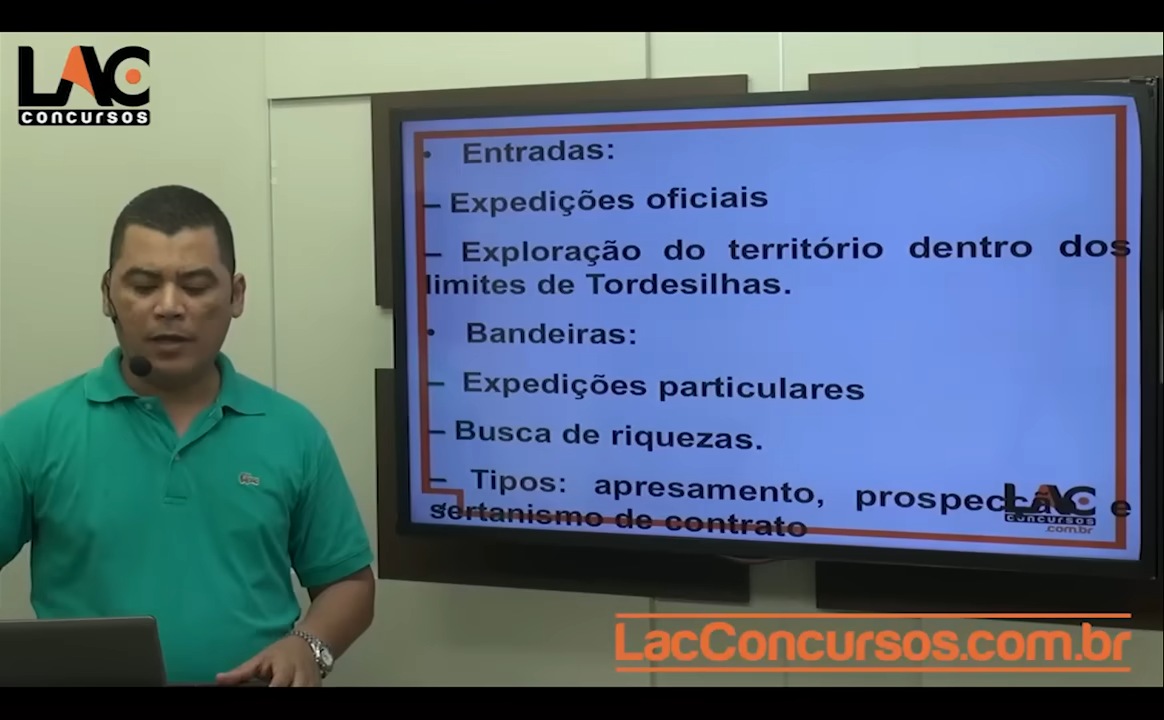 LAC
concursos
• Entradas:
– Expedições oficiais
– Exploração do território dentro dos
limites de Tordesilhas.
• Bandeiras:
– Expedições particulares
– Busca de riquezas.
– Tipos: apresamento, prospecção e
sertanismo de contrato
LAC
concursos
.com.br
LacConcursos.com.br